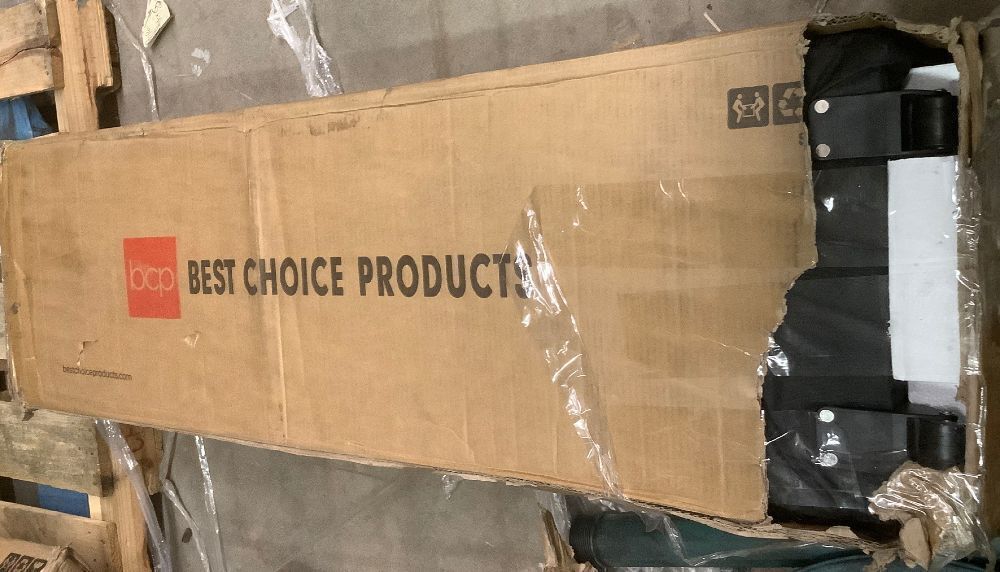 bcp
BEST CHOICE PRODUCTS
bestchoiceproducts.com